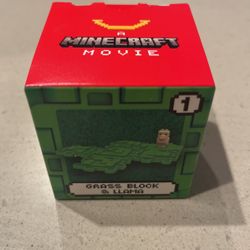 A
MINECRAFT
MOVIE
1
GRASS BLOCK
& LLAMA